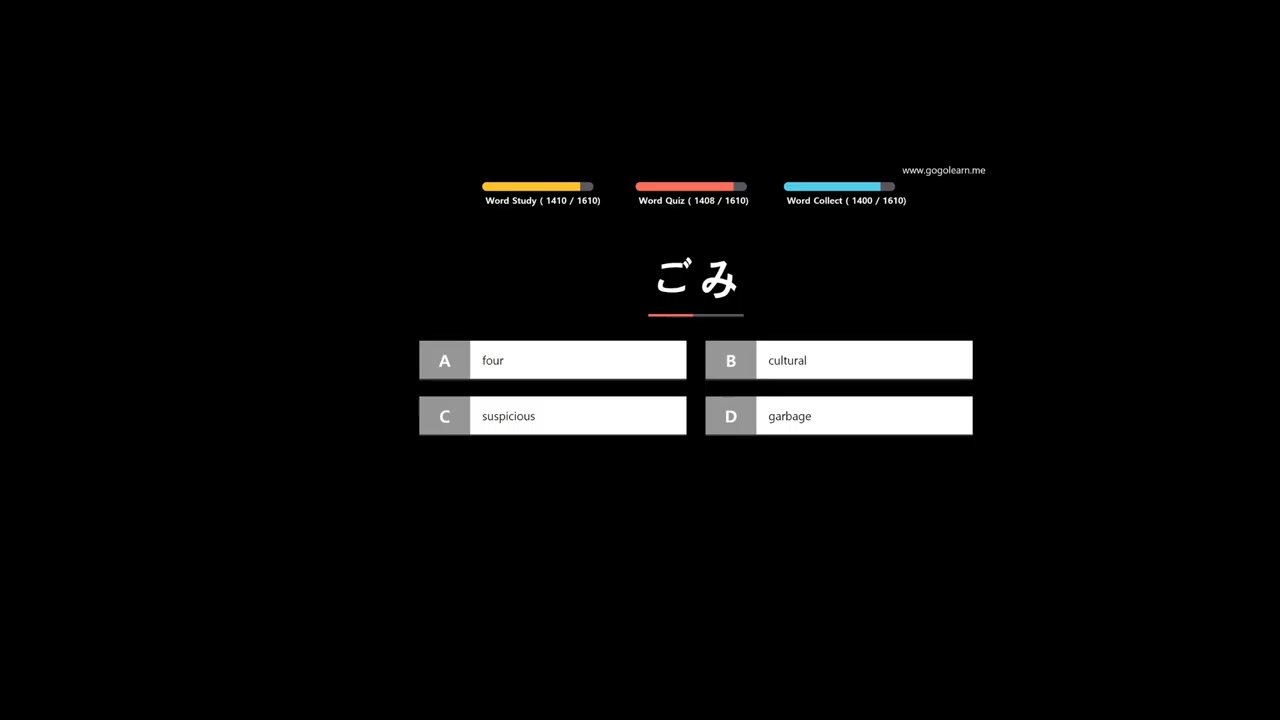 www.gogolearn.me
Word Study ( 1410 / 1610)
Word Quiz ( 1408 / 1610)
Word Collect ( 1400 / 1610)
ごみ
A four
B cultural
C suspicious
D garbage